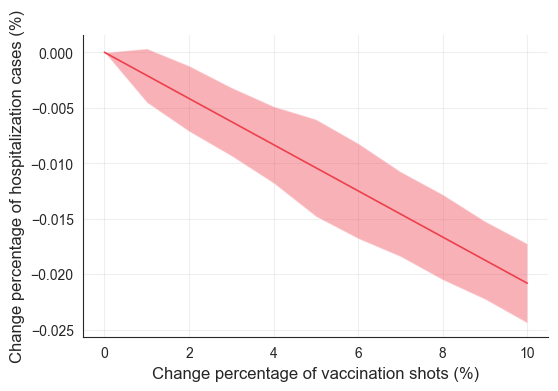 Change percentage of hospitalization cases (%)
0.000
−0.005
−0.010
−0.015
−0.020
−0.025
0 2 4 6 8 10
Change percentage of vaccination shots (%)